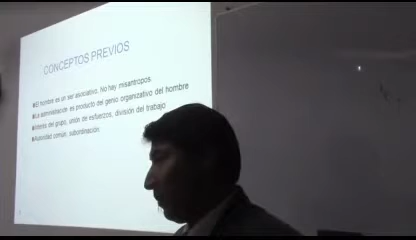 CONCEPTOS PREVIOS
■El hombre es un ser asociativo. No hay misántropos.
■La administración es producto del genio organizativo del hombre
■Interés del grupo, unión de esfuerzos, división del trabajo
■Autoridad común, subordinación.